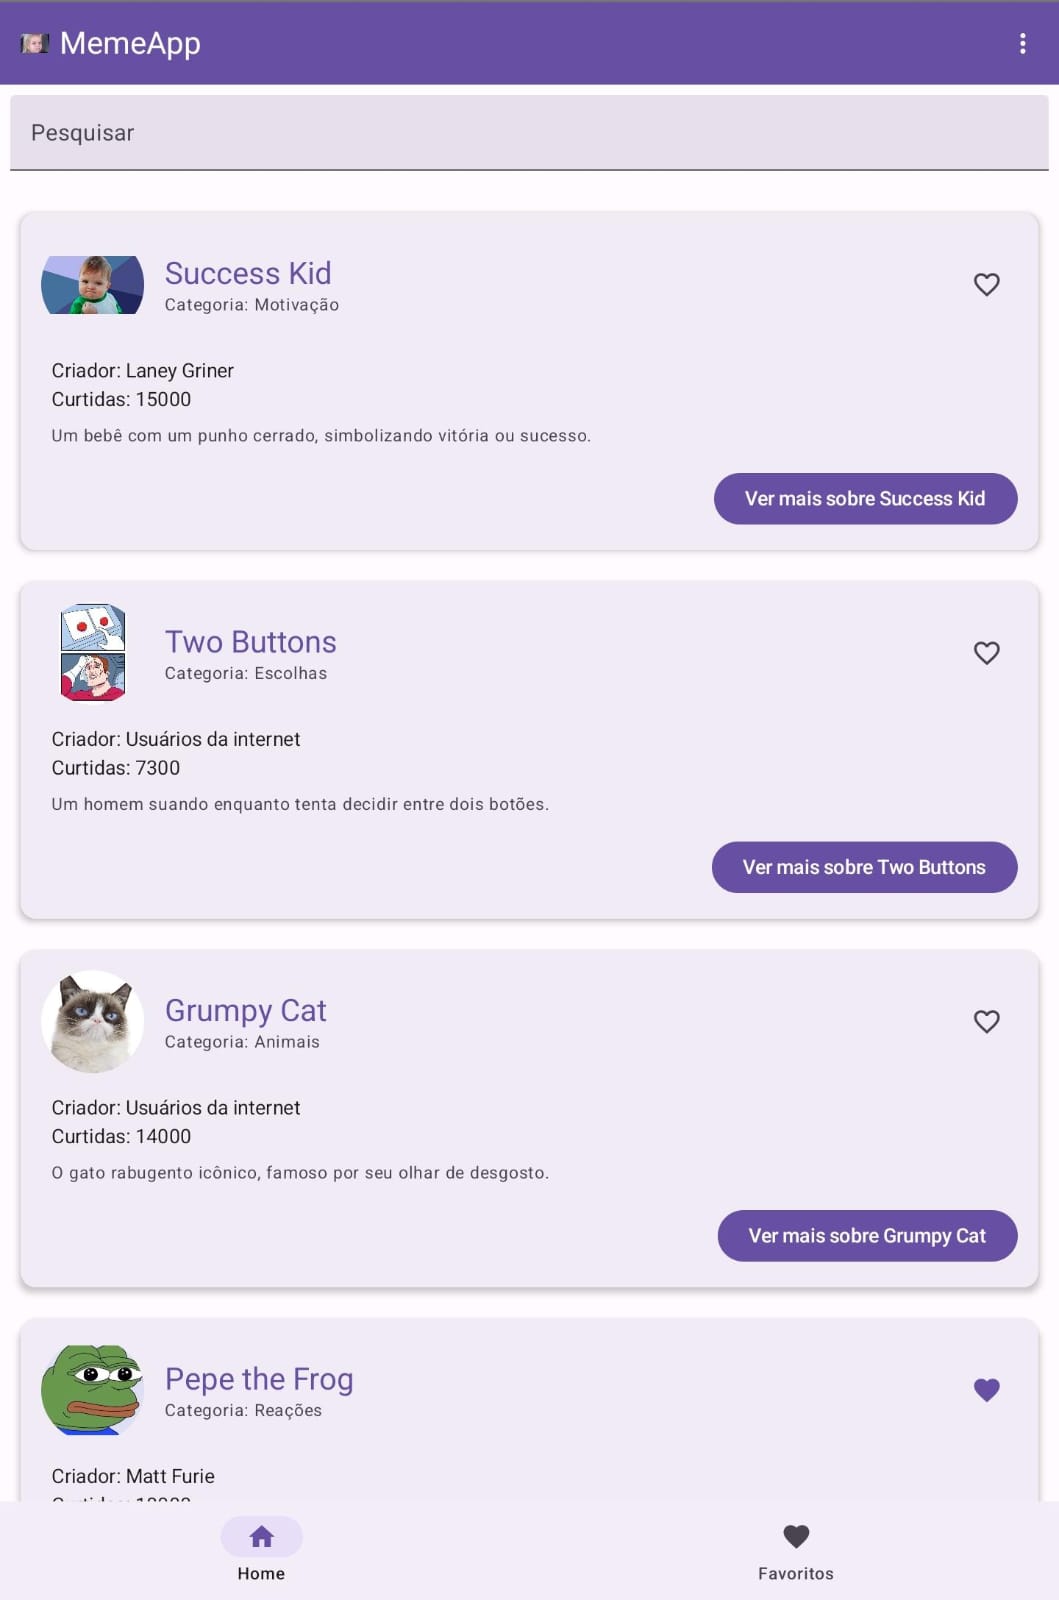 MemeApp
Pesquisar
Success Kid
Categoria: Motivação
Criador: Laney Griner
Curtidas: 15000
Um bebê com um punho cerrado, simbolizando vitória ou sucesso.
Ver mais sobre Success Kid
Two Buttons
Categoria: Escolhas
Criador: Usuários da internet
Curtidas: 7300
Um homem suando enquanto tenta decidir entre dois botões.
Ver mais sobre Two Buttons
Grumpy Cat
Categoria: Animais
Criador: Usuários da internet
Curtidas: 14000
O gato rabugento icônico, famoso por seu olhar de desgosto.
Ver mais sobre Grumpy Cat
Pepe the Frog
Categoria: Reações
Criador: Matt Furie
Home
Favoritos